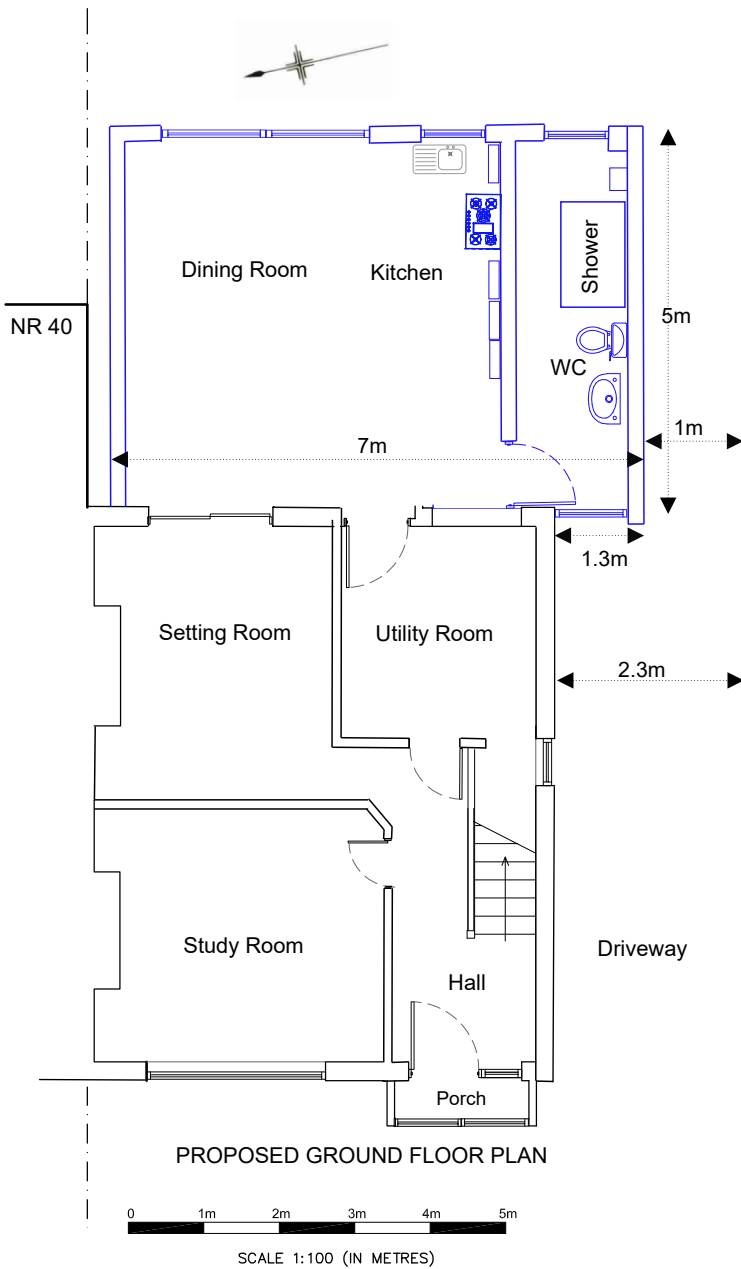 NR 40
Dining Room
Kitchen
Shower
WC
5m
1m
7m
1.3m
Setting Room
Utility Room
2.3m
Study Room
Driveway
Hall
Porch
PROPOSED GROUND FLOOR PLAN
0 1m 2m 3m 4m 5m
SCALE 1:100 (IN METRES)